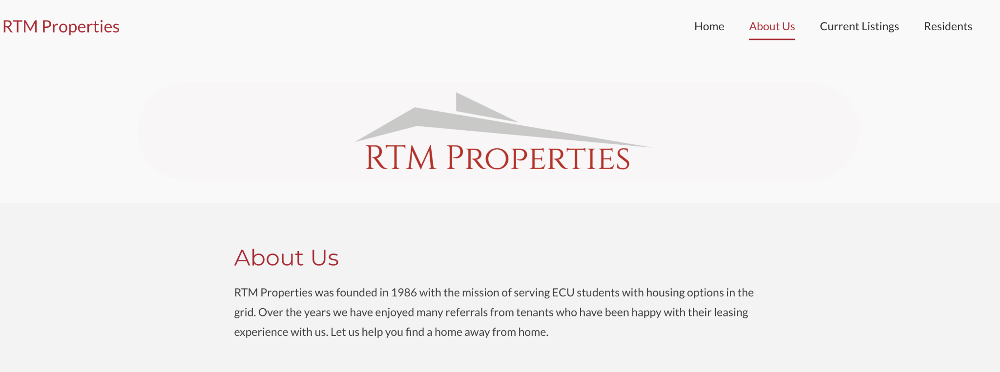 RTM Properties
Home
About Us
Current Listings
Residents
RTM Properties
About Us
RTM Properties was founded in 1986 with the mission of serving ECU students with housing options in the
grid. Over the years we have enjoyed many referrals from tenants who have been happy with their leasing
experience with us. Let us help you find a home away from home.